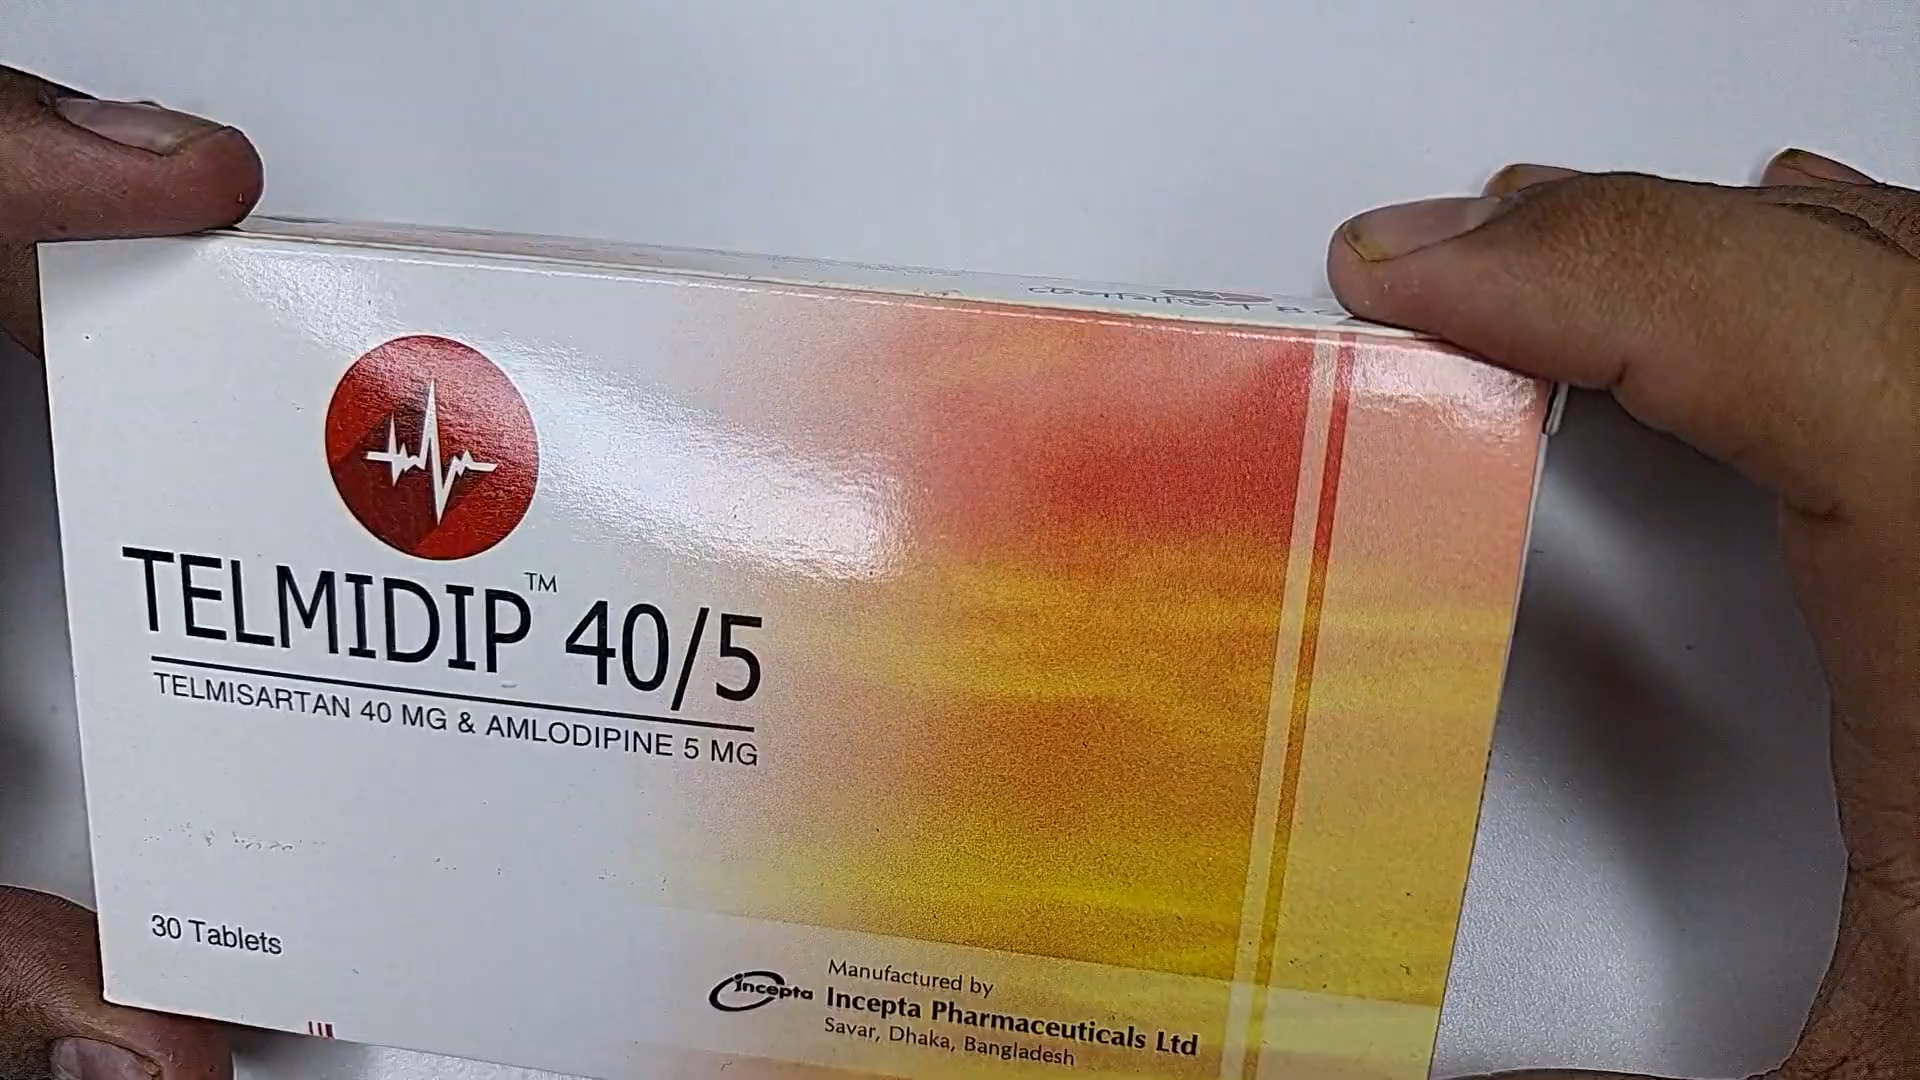 TELMIDIP™ 40/5
TELMISARTAN 40 MG & AMLODIPINE 5 MG
30 Tablets
Incepta
Manufactured by
Incepta Pharmaceuticals Ltd
Savar, Dhaka, Bangladesh